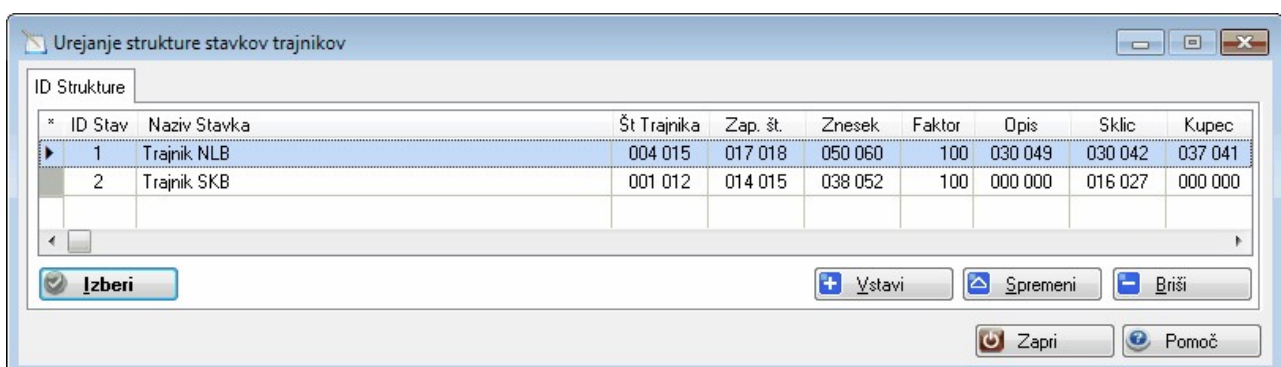 Urejanje strukture stavkov trajnikov
ID Strukture
* ID Stav Naziv Stavka Št Trajnika Zap. št. Znesek Faktor Opis Sklic Kupec
1 Trajnik NLB 004 015 017 018 050 060 100 030 049 030 042 037 041
2 Trajnik SKB 001 012 014 015 038 052 100 000 000 016 027 000 000
Izberi Vstavi Spremeni Briši
Zapri Pomoč